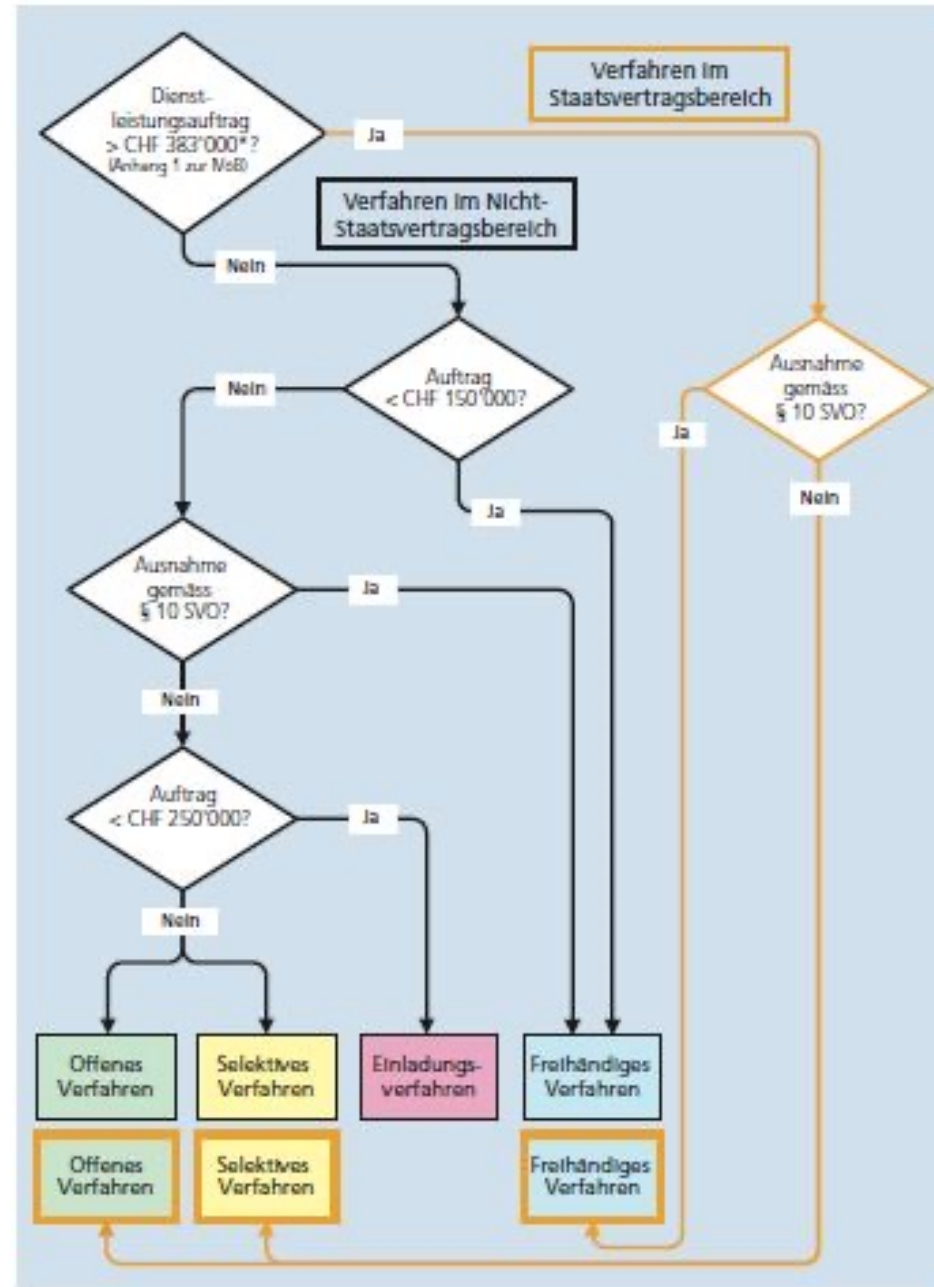 Dienst-
leistungsauftrag
> CHF 383'000*?
(Anhang 1 zur IVöB)
Ja
Verfahren im
Staatsvertragsbereich
Verfahren im Nicht-
Staatsvertragsbereich
Nein
Auftrag
< CHF 150'000?
Nein
Ja
Ausnahme
gemäss
§ 10 SVO?
Ja
Nein
Ausnahme
gemäss
§ 10 SVO?
Ja
Nein
Auftrag
< CHF 250'000?
Ja
Nein
Offenes
Verfahren
Selektives
Verfahren
Einladungs-
verfahren
Freihändiges
Verfahren
Offenes
Verfahren
Selektives
Verfahren
Freihändiges
Verfahren